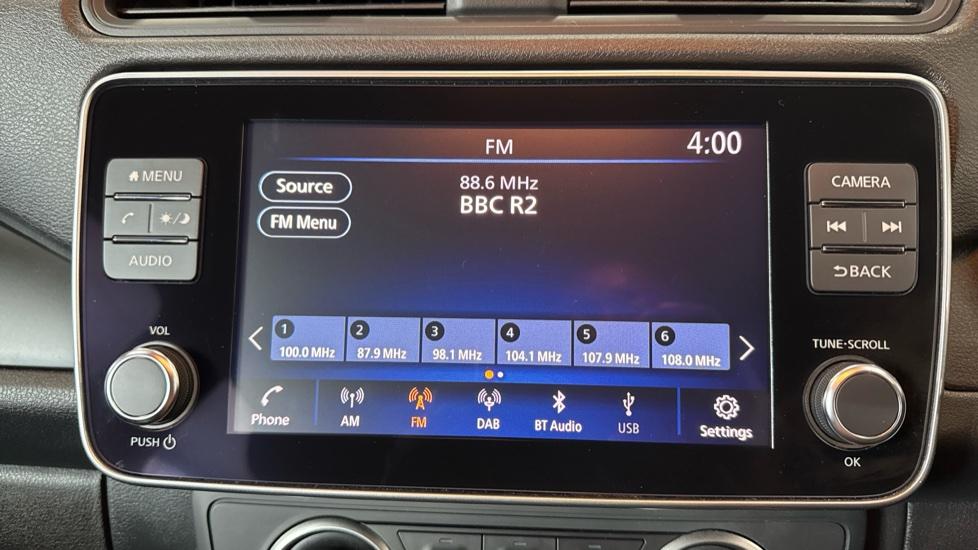 FM 4:00
MENU
AUDIO
VOL
PUSH
Source
FM Menu
88.6 MHz
BBC R2
1 2 3 4 5 6
100.0 MHz 87.9 MHz 98.1 MHz 104.1 MHz 107.9 MHz 108.0 MHz
Phone AM FM DAB BT Audio USB Settings
CAMERA
BACK
TUNE·SCROLL
OK